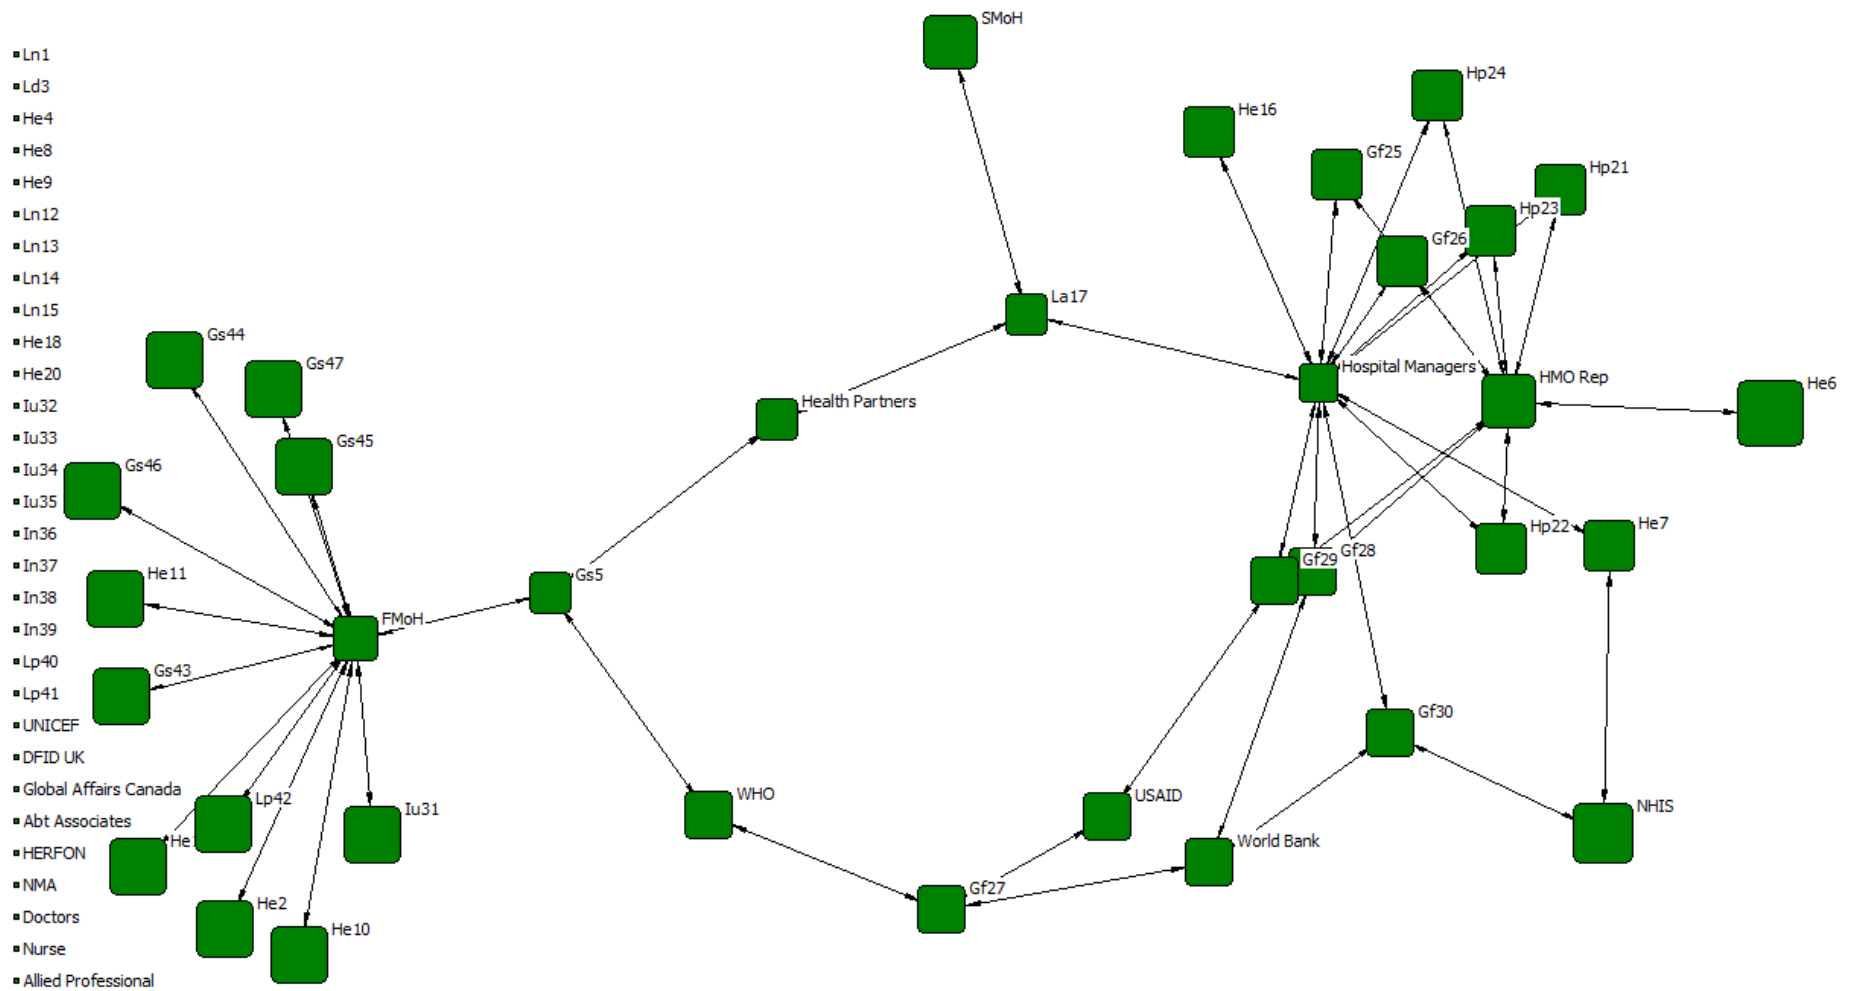 Ln1
Ld3
He4
He8
He9
Ln12
Ln13
Ln14
Ln15
He18
He20
Iu32
Iu33
Iu34
Iu35
In36
In37
In38
In39
Lp40
Lp41
UNICEF
DFID UK
Global Affairs Canada
Abt Associates
HERFON
NMA
Doctors
Nurse
Allied Professional
Gs44
Gs47
Gs45
Gs46
He11
FMoH
Gs43
Lp42
Iu31
He
He2
He10
Gs5
Health Partners
WHO
SMoH
La17
Gf27
USAID
World Bank
He16
Hp24
Gf25
Hp21
Hp23
Gf26
Hospital Managers
HMO Rep
He6
Hp22
He7
Gf28
Gf29
Gf30
NHIS